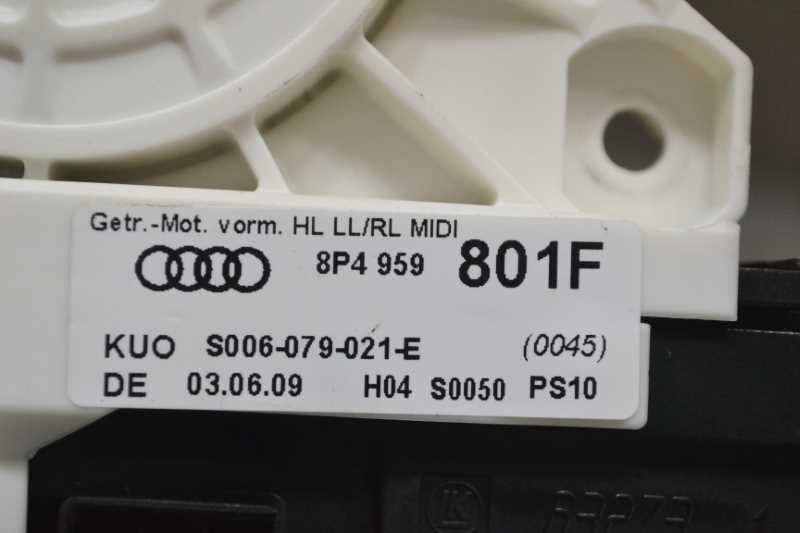 Getr.-Mot. vorm. HL LL/RL MIDI
8P4 959 801F
KUO S006-079-021-E (0045)
DE 03.06.09 H04 S0050 PS10
LK